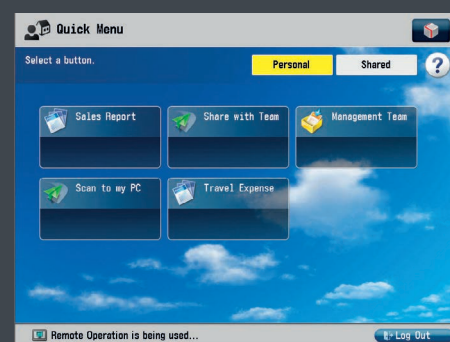 Quick Menu
Select a button.
Personal
Shared
?
Sales Report
Share with Team
Management Team
Scan to my PC
Travel Expense
Remote Operation is being used...
Log Out